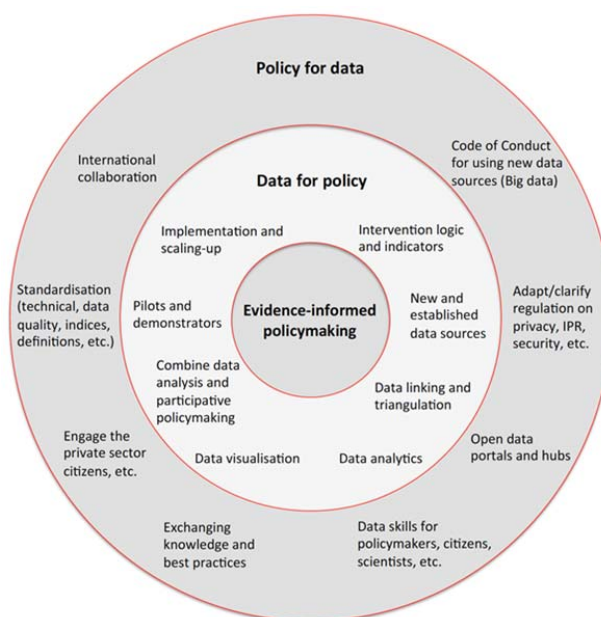 Policy for data
International
collaboration
Code of Conduct
for using new data
sources (Big data)
Data for policy
Implementation and
scaling-up
Intervention logic
and indicators
Standardisation
(technical, data
quality, indices,
definitions, etc.)
Pilots and
demonstrators
Evidence-informed
policymaking
New and
established
data sources
Adapt/clarify
regulation on
privacy, IPR,
security, etc.
Combine data
analysis and
participative
policymaking
Data linking and
triangulation
Engage the
private sector
citizens, etc.
Data visualisation
Data analytics
Open data
portals and hubs
Exchanging
knowledge and
best practices
Data skills for
policymakers, citizens,
scientists, etc.